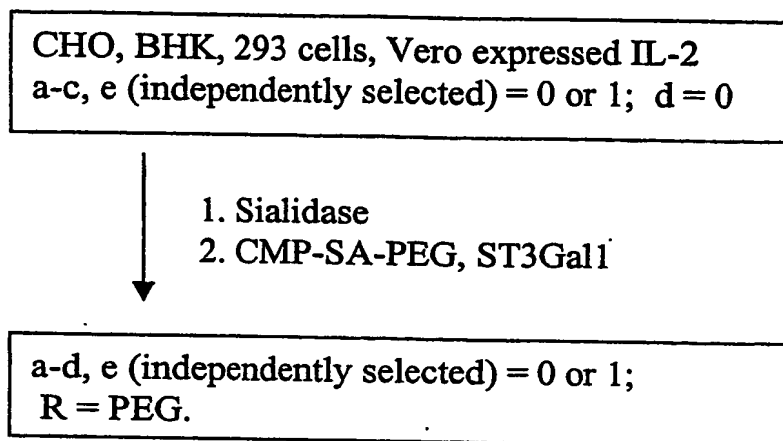 CHO, BHK, 293 cells, Vero expressed IL-2
a-c, e (independently selected) = 0 or 1;  d = 0
1. Sialidase
2. CMP-SA-PEG, ST3Gal1
a-d, e (independently selected) = 0 or 1;
R = PEG.